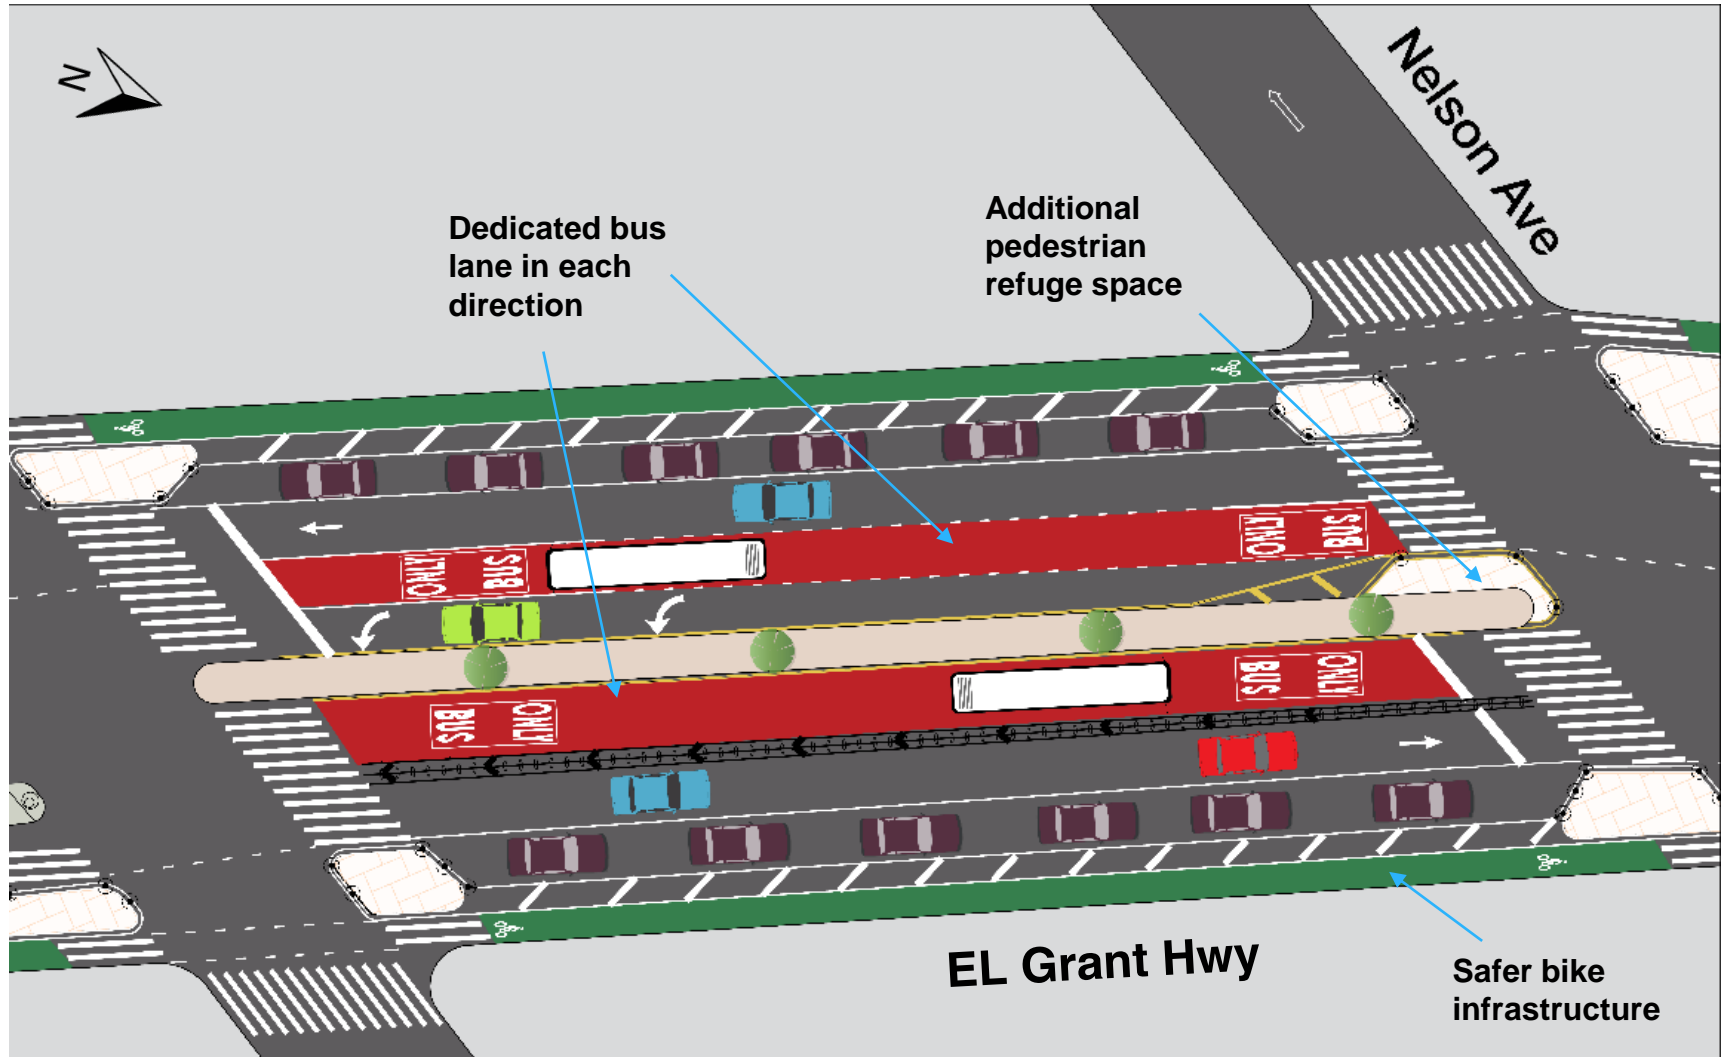 N
Nelson Ave
Additional
pedestrian
refuge space
Dedicated bus
lane in each
direction
ONLY
BUS
ONLY
BUS
BUS
ONLY
BUS
ONLY
EL Grant Hwy
Safer bike
infrastructure